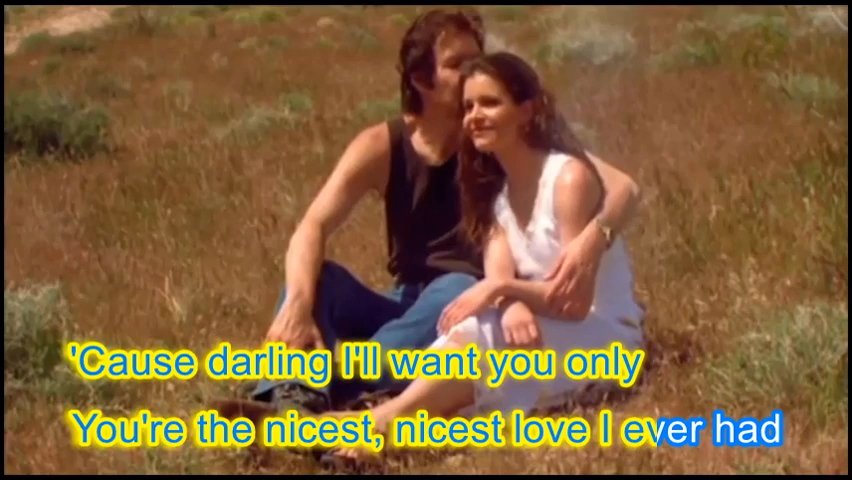 'Cause darling I'll want you only
You're the nicest, nicest love I ever had